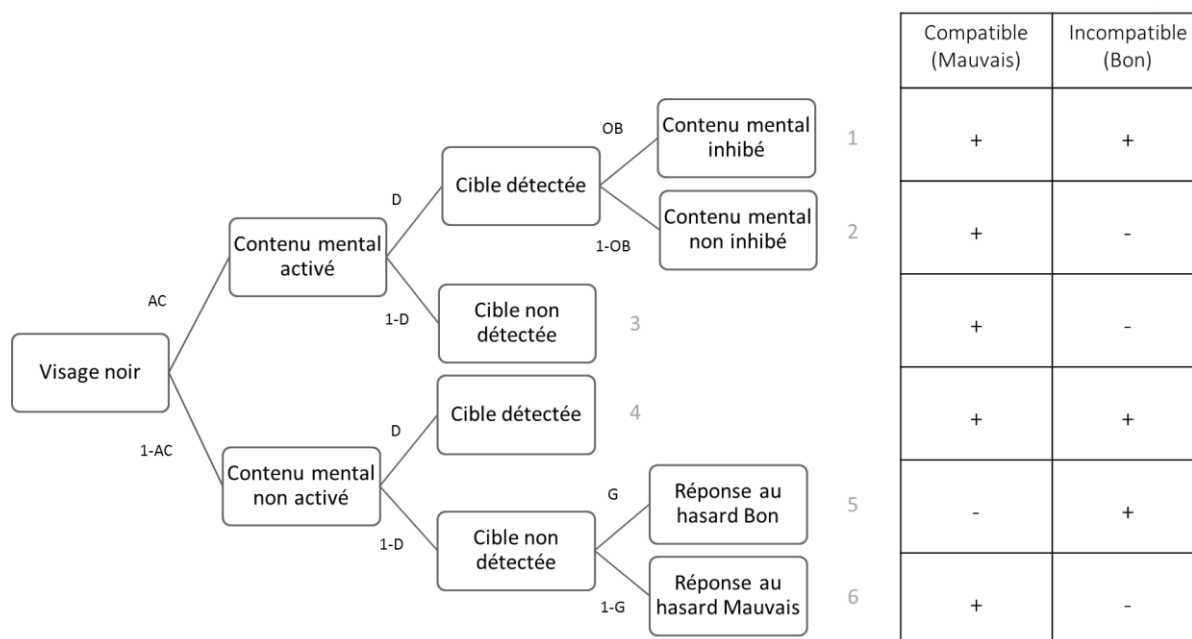 Compatible
(Mauvais)
Incompatible
(Bon)
OB
Contenu mental
inhibé
1
+
+
D
Cible détectée
1-OB
Contenu mental
non inhibé
2
+
-
AC
Contenu mental
activé
1-D
Cible non
détectée
3
+
-
Visage noir
1-AC
D
Cible détectée
4
+
+
Contenu mental
non activé
G
Réponse au
hasard Bon
5
-
+
1-D
Cible non
détectée
1-G
Réponse au
hasard Mauvais
6
+
-